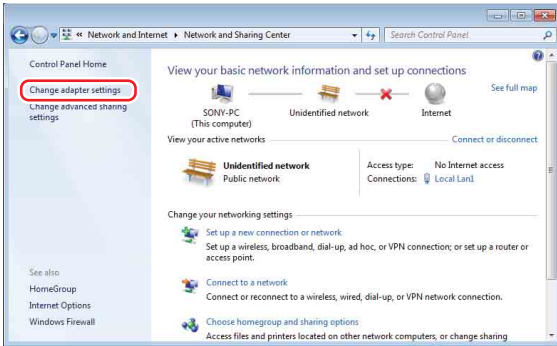 « Network and Internet ▸ Network and Sharing Center
Search Control Panel
Control Panel Home
Change adapter settings
Change advanced sharing
settings
View your basic network information and set up connections
See full map
SONY-PC
(This computer)
Unidentified network
Internet
View your active networks
Connect or disconnect
Unidentified network
Public network
Access type: No Internet access
Connections: Local Lan1
Change your networking settings
Set up a new connection or network
Set up a wireless, broadband, dial-up, ad hoc, or VPN connection; or set up a router or
access point.
Connect to a network
Connect or reconnect to a wireless, wired, dial-up, or VPN network connection.
Choose homegroup and sharing options
Access files and printers located on other network computers, or change sharing
See also
HomeGroup
Internet Options
Windows Firewall